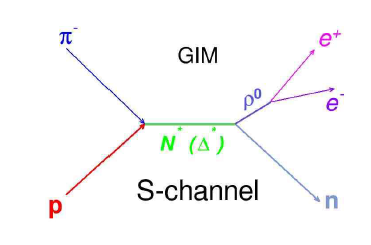 π⁻
GIM
e⁺
ρ⁰
e⁻
N* (Δ*)
S-channel
p
n